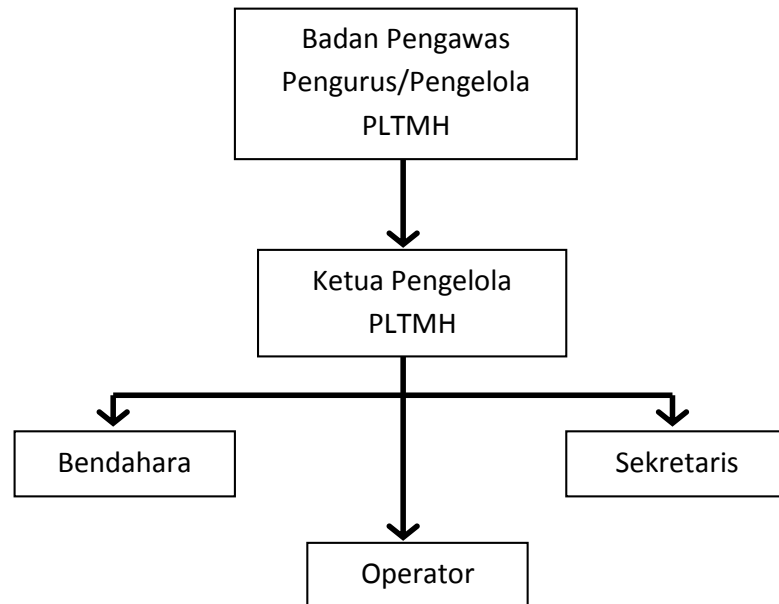 Badan Pengawas
Pengurus/Pengelola
PLTMH
Ketua Pengelola
PLTMH
Bendahara
Sekretaris
Operator